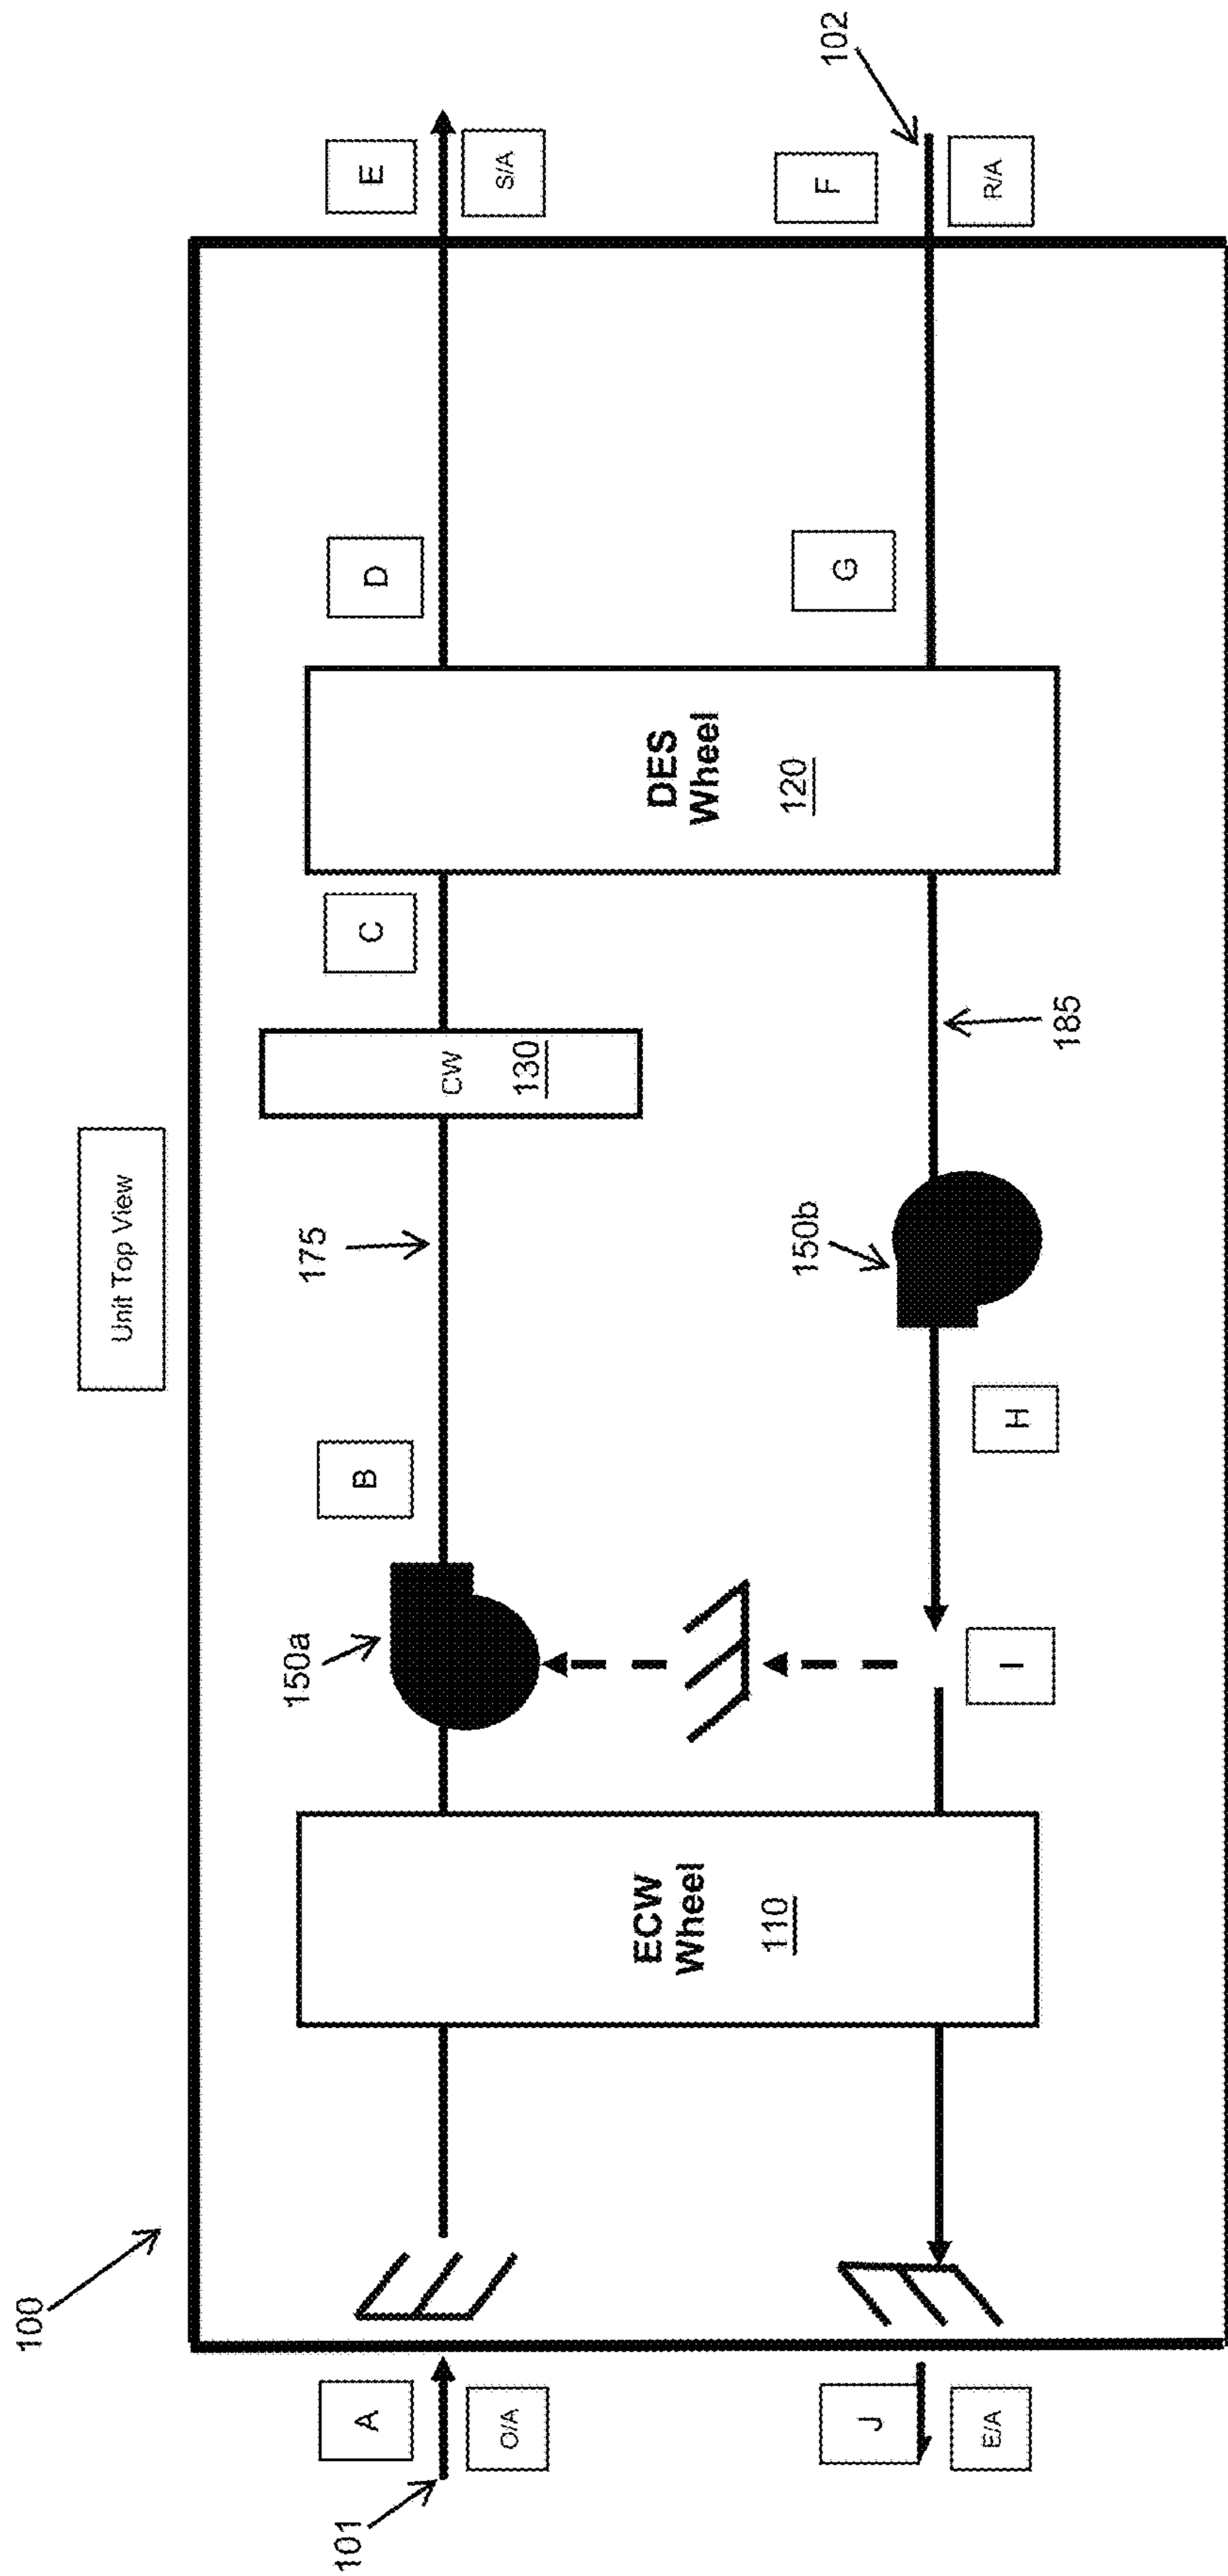 100
Unit Top View
101
A
O/A
150a
B
175
CW
130
C
D
E
S/A
ECW
Wheel
110
DES
Wheel
120
J
E/A
I
H
150b
185
G
F
R/A
102